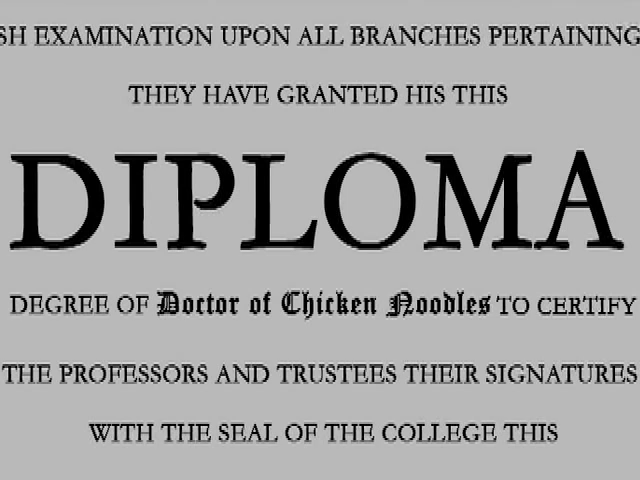 SH EXAMINATION UPON ALL BRANCHES PERTAINING
THEY HAVE GRANTED HIS THIS
DIPLOMA
DEGREE OF Doctor of Chicken Noodles TO CERTIFY
THE PROFESSORS AND TRUSTEES THEIR SIGNATURES
WITH THE SEAL OF THE COLLEGE THIS